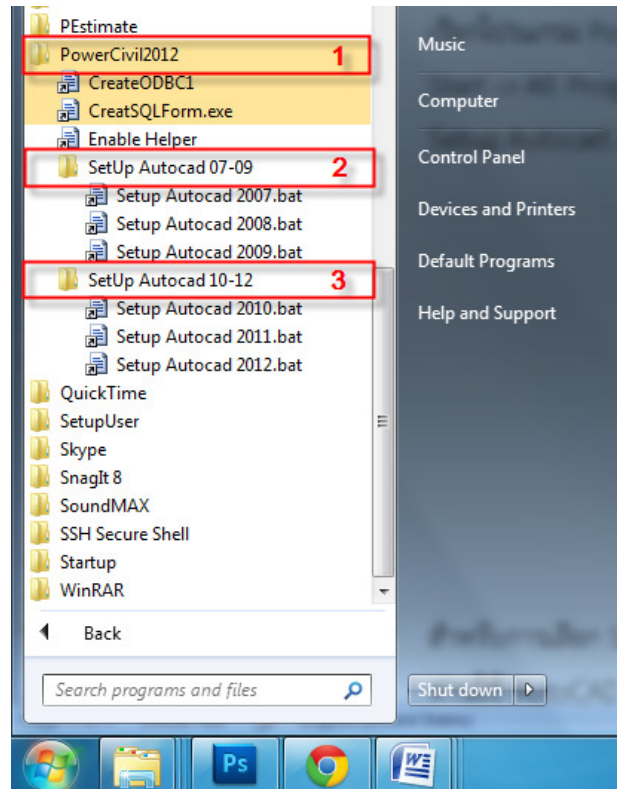 PEstimate
PowerCivil2012 1
CreateODBC1
CreatSQLForm.exe
Enable Helper
SetUp Autocad 07-09 2
Setup Autocad 2007.bat
Setup Autocad 2008.bat
Setup Autocad 2009.bat
SetUp Autocad 10-12 3
Setup Autocad 2010.bat
Setup Autocad 2011.bat
Setup Autocad 2012.bat
QuickTime
SetupUser
Skype
SnagIt 8
SoundMAX
SSH Secure Shell
Startup
WinRAR
Back
Search programs and files
Music
Computer
Control Panel
Devices and Printers
Default Programs
Help and Support
Shut down
Ps
W